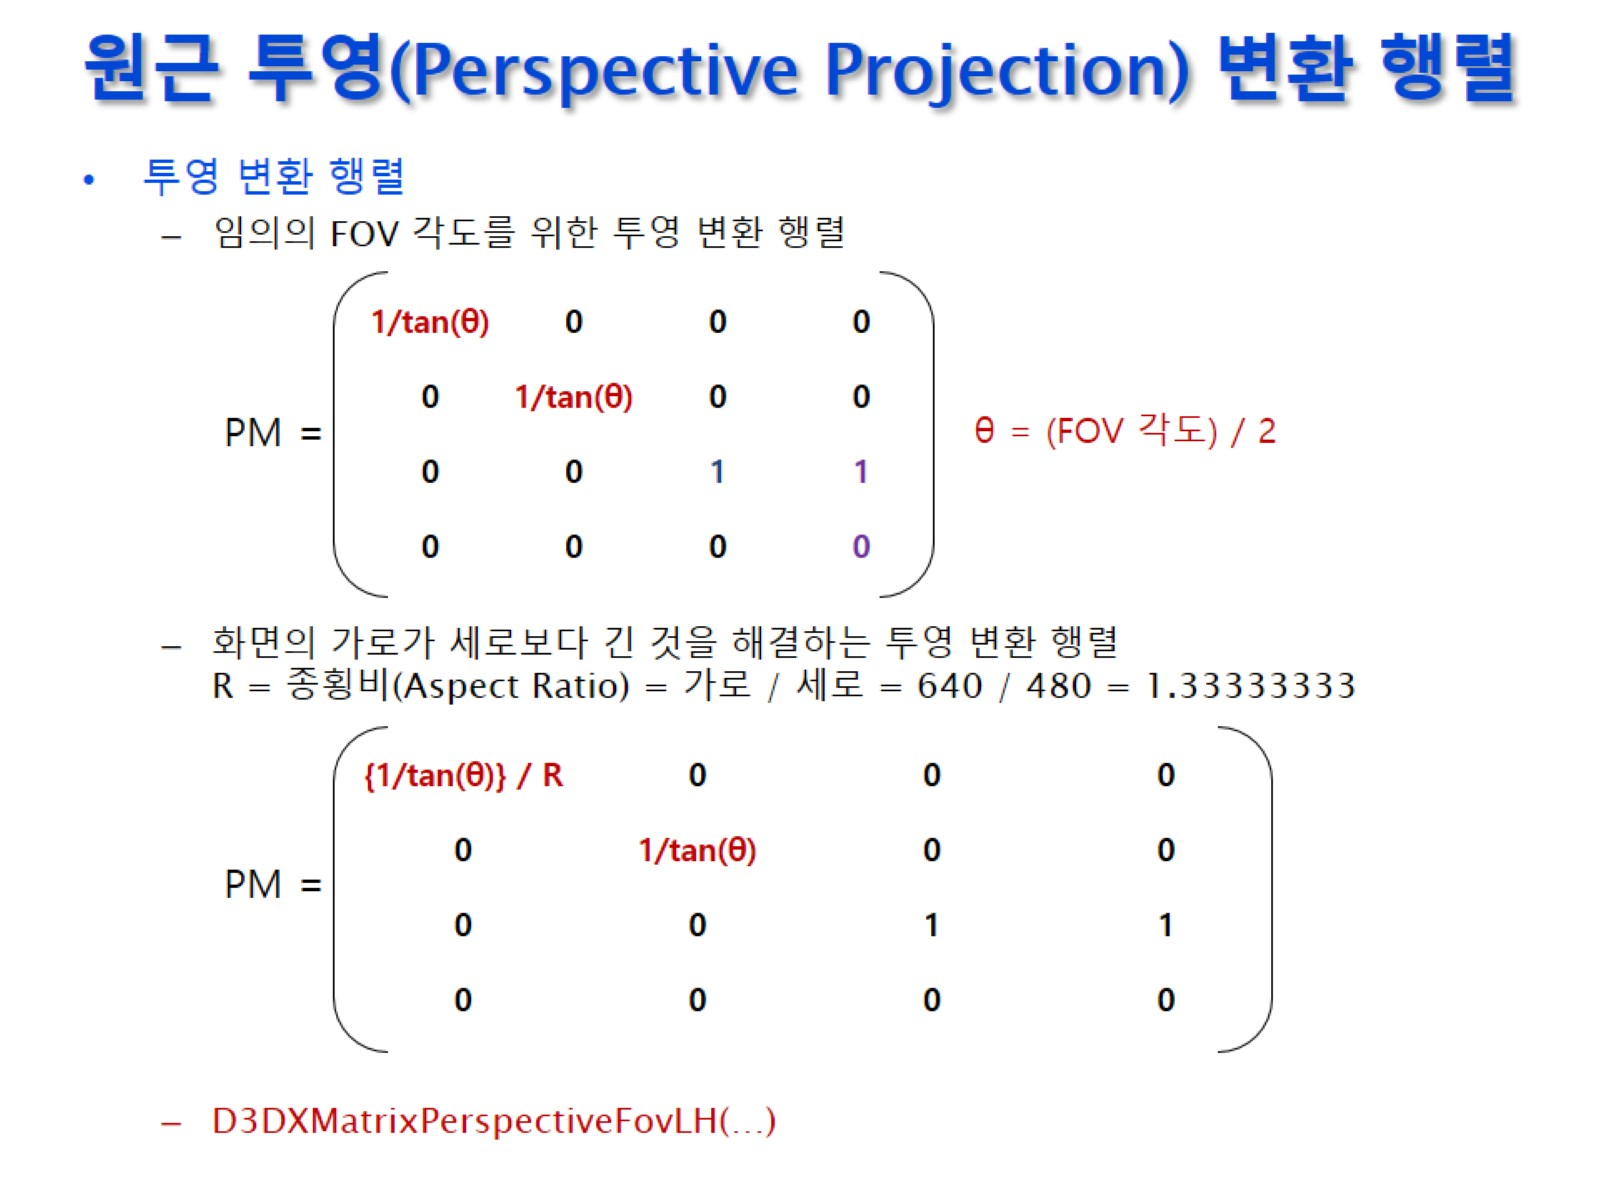 원근 투영(Perspective Projection) 변환 행렬
• 투영 변환 행렬
– 임의의 FOV 각도를 위한 투영 변환 행렬
1/tan(θ) 0 0 0
0 1/tan(θ) 0 0
PM =
θ = (FOV 각도) / 2
0 0 1 1
0 0 0 0
– 화면의 가로가 세로보다 긴 것을 해결하는 투영 변환 행렬
R = 종횡비(Aspect Ratio) = 가로 / 세로 = 640 / 480 = 1.33333333
{1/tan(θ)} / R 0 0 0
0 1/tan(θ) 0 0
PM =
0 0 1 1
0 0 0 0
– D3DXMatrixPerspectiveFovLH(...)